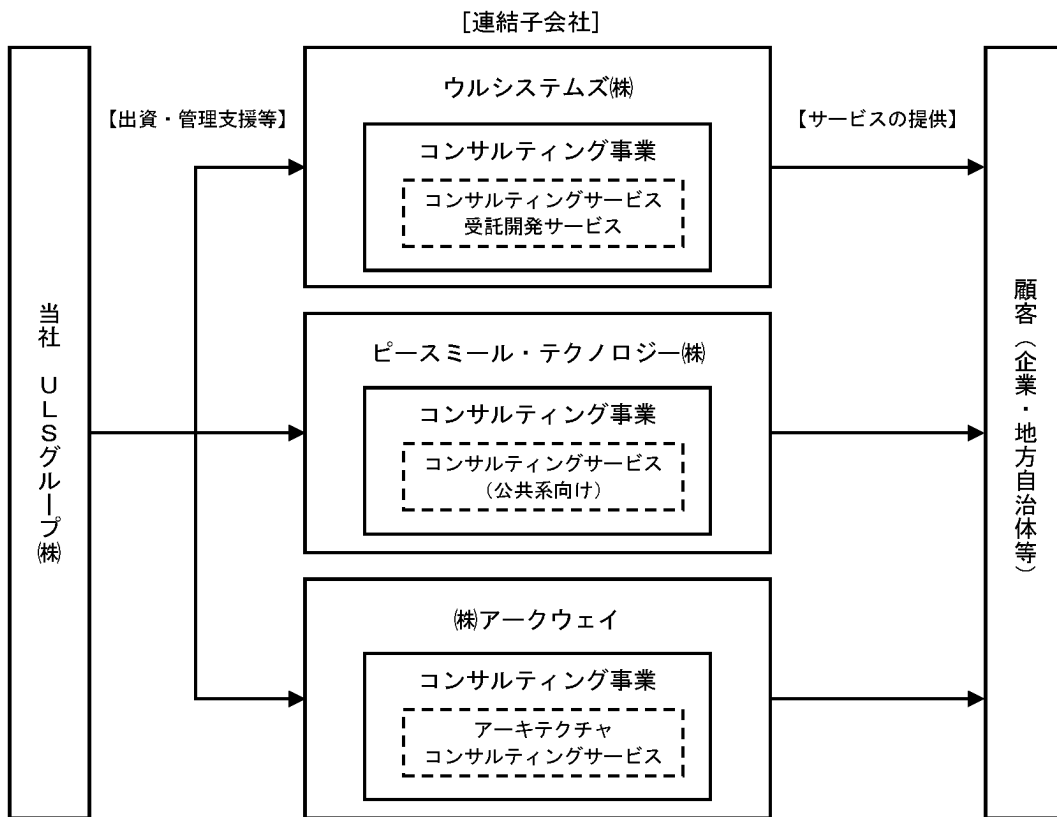 [連結子会社]
当社 ULSグループ㈱
【出資・管理支援等】
ウルシステムズ㈱
コンサルティング事業
コンサルティングサービス
受託開発サービス
ピースミール・テクノロジー㈱
コンサルティング事業
コンサルティングサービス
(公共系向け)
㈱アークウェイ
コンサルティング事業
アーキテクチャ
コンサルティングサービス
【サービスの提供】
顧客(企業・地方自治体等)